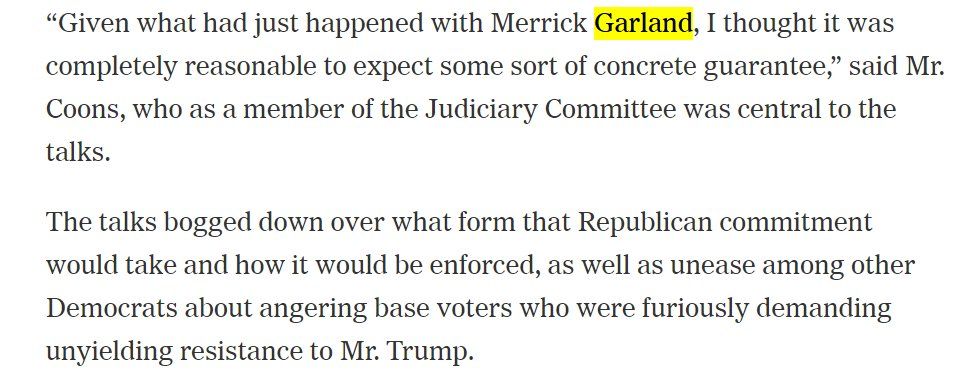 “Given what had just happened with Merrick Garland, I thought it was
completely reasonable to expect some sort of concrete guarantee,” said Mr.
Coons, who as a member of the Judiciary Committee was central to the
talks.
The talks bogged down over what form that Republican commitment
would take and how it would be enforced, as well as unease among other
Democrats about angering base voters who were furiously demanding
unyielding resistance to Mr. Trump.